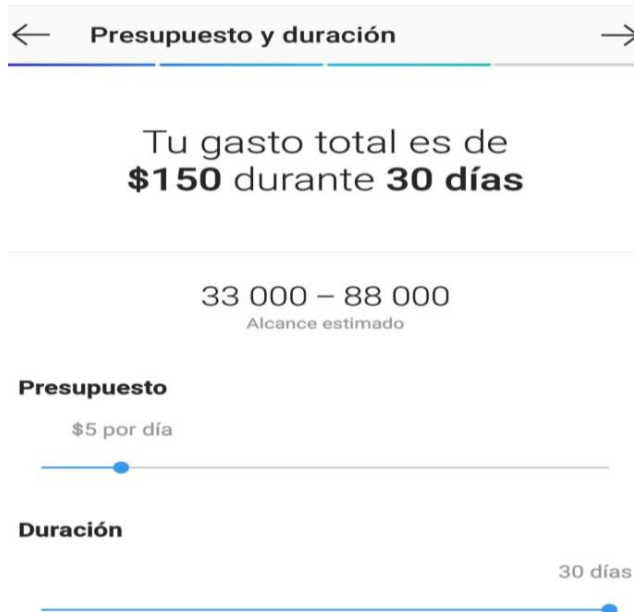 Presupuesto y duración
Tu gasto total es de
$150 durante 30 días
33 000 – 88 000
Alcance estimado
Presupuesto
$5 por día
Duración
30 días